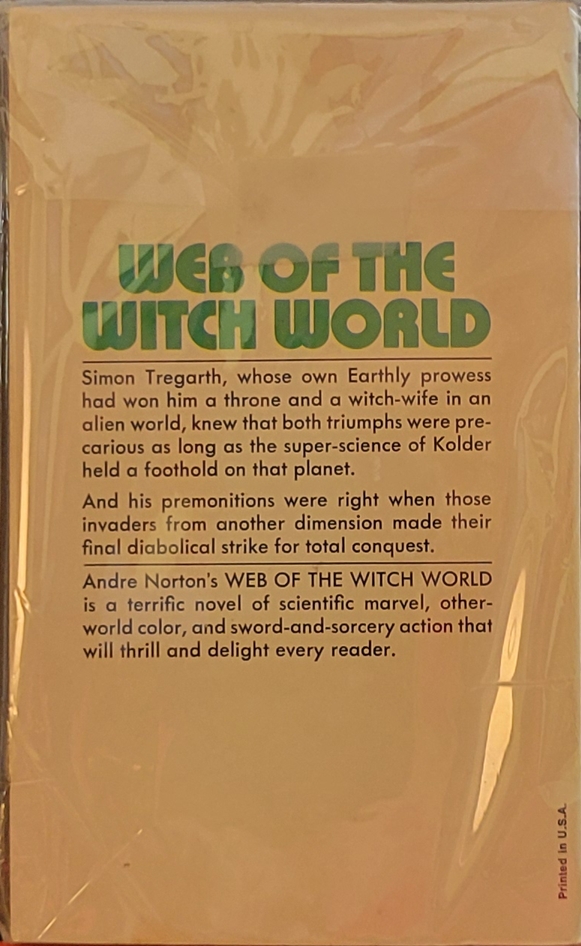 WEB OF THE
WITCH WORLD
Simon Tregarth, whose own Earthly prowess
had won him a throne and a witch-wife in an
alien world, knew that both triumphs were pre-
carious as long as the super-science of Kolder
held a foothold on that planet.
And his premonitions were right when those
invaders from another dimension made their
final diabolical strike for total conquest.
Andre Norton's WEB OF THE WITCH WORLD
is a terrific novel of scientific marvel, other-
world color, and sword-and-sorcery action that
will thrill and delight every reader.
Printed in U.S.A.